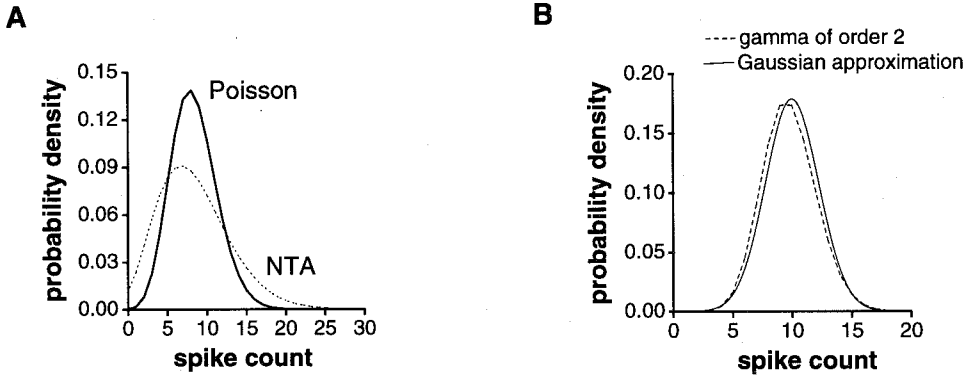 A
probability density
0.15
0.12
0.09
0.06
0.03
0.00
Poisson
NTA
0 5 10 15 20 25 30
spike count
B
gamma of order 2
Gaussian approximation
probability density
0.20
0.15
0.10
0.05
0.00
0 5 10 15 20
spike count